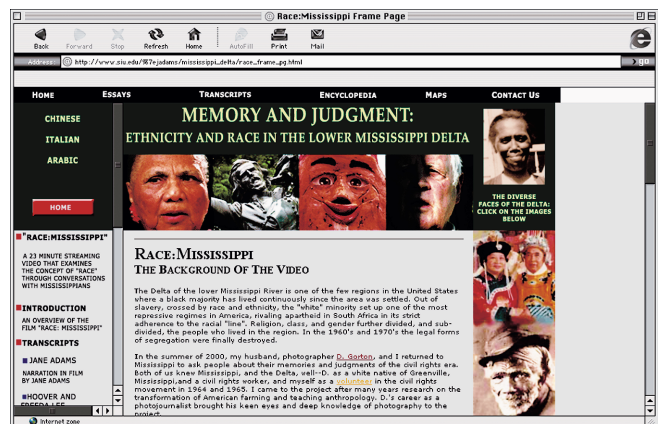 Race:Mississippi Frame Page
Back Forward Stop Refresh Home AutoFill Print Mail
Address http://www.siu.edu/%7ejadams/mississippi_delta/race_frame_pg.html go
HOME ESSAYS TRANSCRIPTS ENCYCLOPEDIA MAPS CONTACT US
CHINESE
ITALIAN
ARABIC
HOME
MEMORY AND JUDGMENT:
ETHNICITY AND RACE IN THE LOWER MISSISSIPPI DELTA
THE DIVERSE
FACES OF THE DELTA:
CLICK ON THE IMAGES
BELOW
"RACE:MISSISSIPPI"
A 23 MINUTE STREAMING
VIDEO THAT EXAMINES
THE CONCEPT OF "RACE"
THROUGH CONVERSATIONS
WITH MISSISSIPPIANS
INTRODUCTION
AN OVERVIEW OF THE
FILM "RACE: MISSISSIPPI"
TRANSCRIPTS
JANE ADAMS
NARRATION IN FILM
BY JANE ADAMS
HOOVER AND
FREEDA LEE
RACE:MISSISSIPPI
THE BACKGROUND OF THE VIDEO
The Delta of the lower Mississippi River is one of the few regions in the United States
where a black majority has lived continuously since the area was settled. Out of
slavery, crossed by race and ethnicity, the "white" minority set up one of the most
repressive regimes in America, rivaling apartheid in South Africa in its strict
adherence to the racial "line". Religion, class, and gender further divided, and sub-
divided, the people who lived in the region. In the 1960's and 1970's the legal forms
of segregation were finally destroyed.
In the summer of 2000, my husband, photographer D. Gorton, and I returned to
Mississippi to ask people about their memories and judgments of the civil rights era.
Both of us knew Mississippi, and the Delta, well--D. as a white native of Greenville,
Mississippi,and a civil rights worker, and myself as a volunteer in the civil rights
movement in 1964 and 1965. I came to the project after many years research on the
transformation of American farming and teaching anthropology. D.'s career as a
photojournalist brought his keen eyes and deep knowledge of photography to the
project.
Internet zone